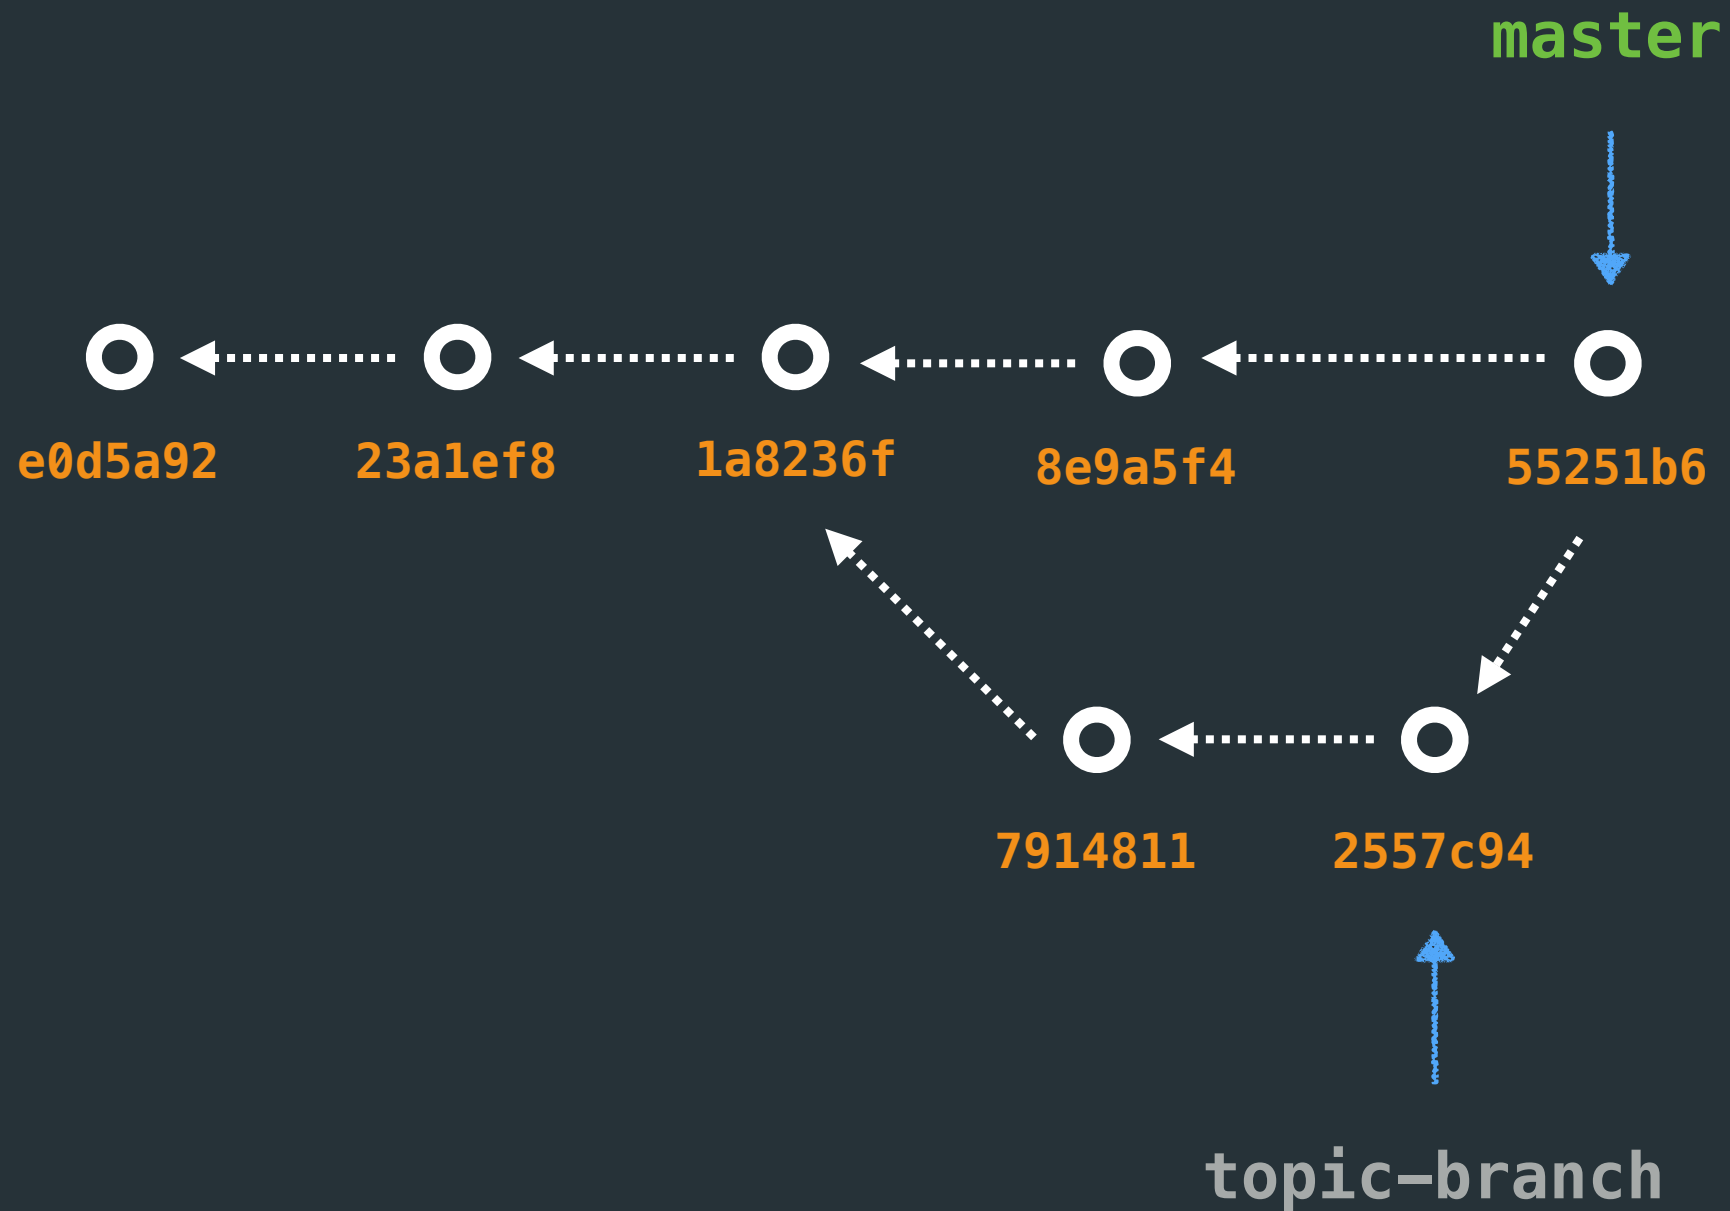 master
e0d5a92
23a1ef8
1a8236f
8e9a5f4
55251b6
7914811
2557c94
topic-branch